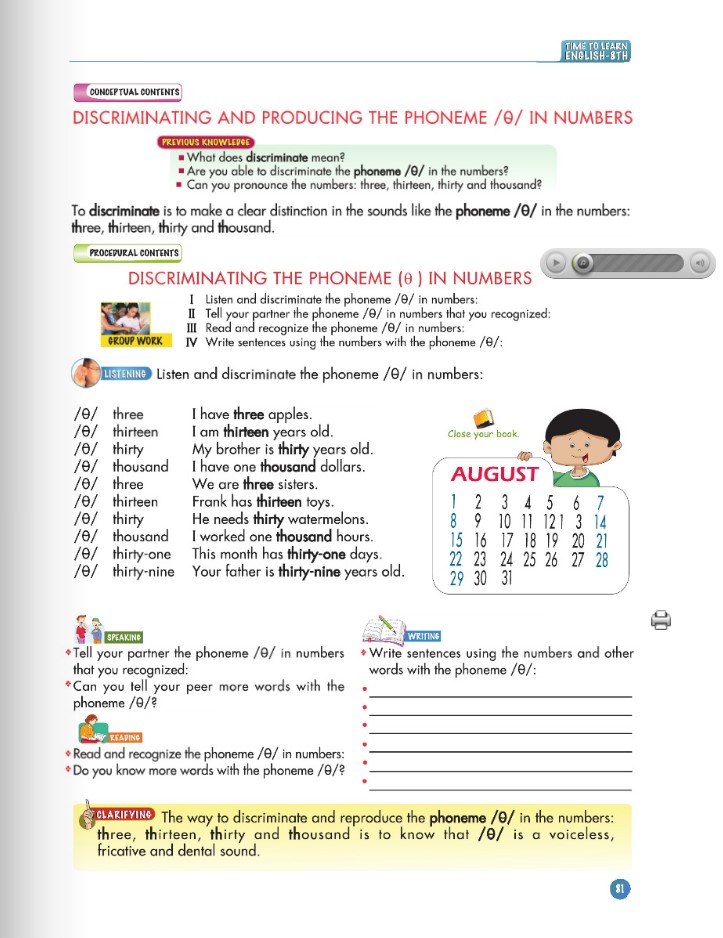 TIME TO LEARN
ENGLISH-8TH
CONCEPTUAL CONTENTS
DISCRIMINATING AND PRODUCING THE PHONEME /θ/ IN NUMBERS
PREVIOUS KNOWLEDGE
▪ What does discriminate mean?
▪ Are you able to discriminate the phoneme /θ/ in the numbers?
▪ Can you pronounce the numbers: three, thirteen, thirty and thousand?
To discriminate is to make a clear distinction in the sounds like the phoneme /θ/ in the numbers:
three, thirteen, thirty and thousand.
PROCEDURAL CONTENTS
DISCRIMINATING THE PHONEME (θ ) IN NUMBERS
I Listen and discriminate the phoneme /θ/ in numbers:
II Tell your partner the phoneme /θ/ in numbers that you recognized:
III Read and recognize the phoneme /θ/ in numbers:
IV Write sentences using the numbers with the phoneme /θ/:
GROUP WORK
LISTENING Listen and discriminate the phoneme /θ/ in numbers:
/θ/ three I have three apples.
/θ/ thirteen I am thirteen years old.
/θ/ thirty My brother is thirty years old.
/θ/ thousand I have one thousand dollars.
/θ/ three We are three sisters.
/θ/ thirteen Frank has thirteen toys.
/θ/ thirty He needs thirty watermelons.
/θ/ thousand I worked one thousand hours.
/θ/ thirty-one This month has thirty-one days.
/θ/ thirty-nine Your father is thirty-nine years old.
Close your book.
AUGUST
1 2 3 4 5 6 7
8 9 10 11 121 3 14
15 16 17 18 19 20 21
22 23 24 25 26 27 28
29 30 31
SPEAKING
Tell your partner the phoneme /θ/ in numbers
that you recognized:
Can you tell your peer more words with the
phoneme /θ/?
READING
Read and recognize the phoneme /θ/ in numbers:
Do you know more words with the phoneme /θ/?
WRITING
Write sentences using the numbers and other
words with the phoneme /θ/:
CLARIFYING The way to discriminate and reproduce the phoneme /θ/ in the numbers:
three, thirteen, thirty and thousand is to know that /θ/ is a voiceless,
fricative and dental sound.
81